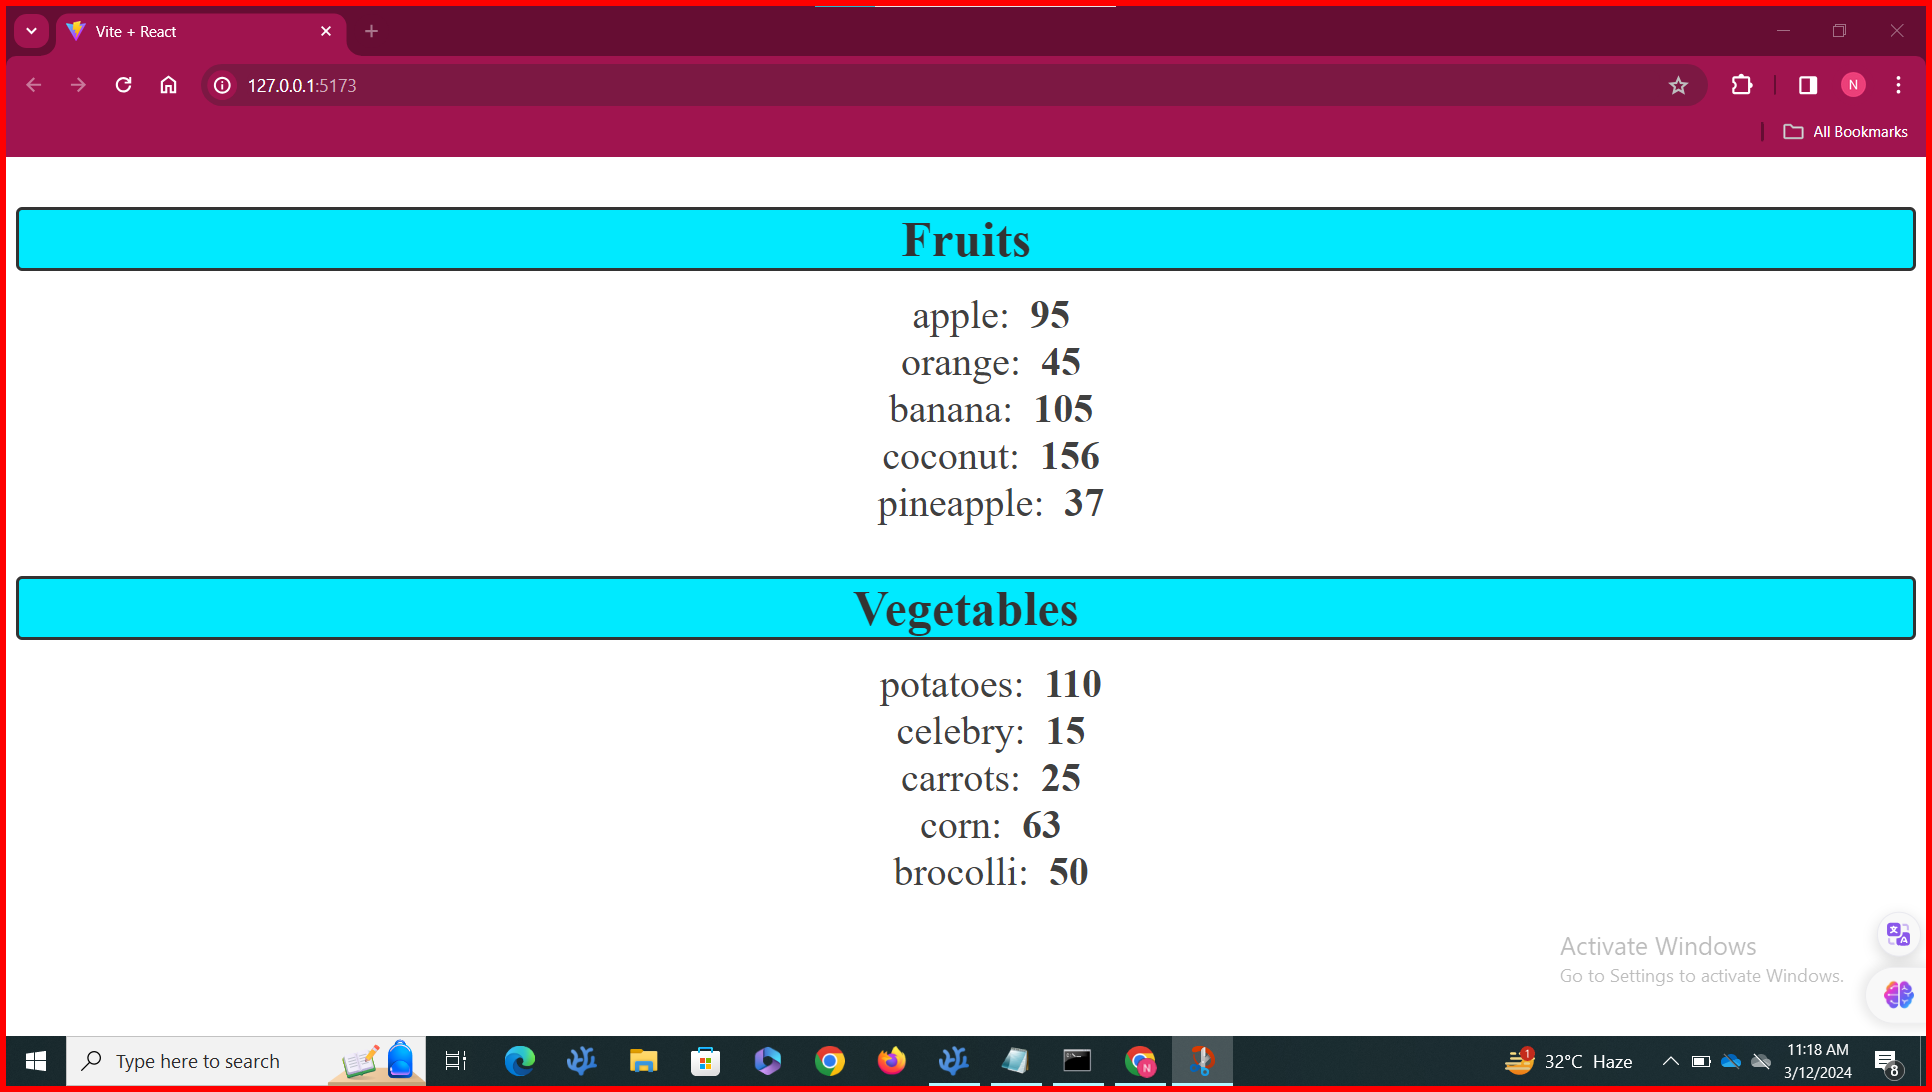 Vite + React
127.0.0.1:5173
N
All Bookmarks
Fruits
apple: 95
orange: 45
banana: 105
coconut: 156
pineapple: 37
Vegetables
potatoes: 110
celebry: 15
carrots: 25
corn: 63
brocolli: 50
Activate Windows
Go to Settings to activate Windows.
Type here to search
N
1
32°C Haze
11:18 AM
3/12/2024
8